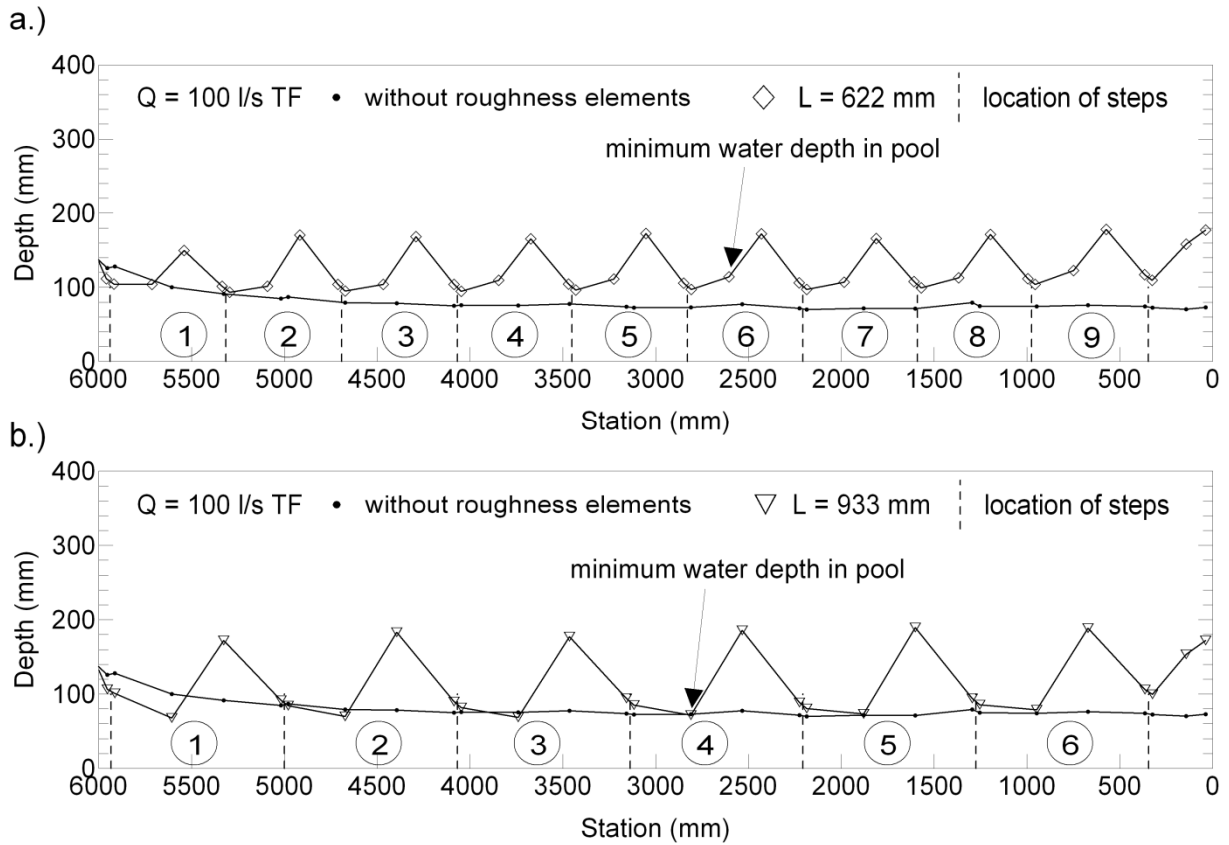 a.)
400
300
200
100
0
Depth (mm)
Q = 100 l/s TF • without roughness elements ◇ L = 622 mm location of steps
minimum water depth in pool
1 2 3 4 5 6 7 8 9
6000 5500 5000 4500 4000 3500 3000 2500 2000 1500 1000 500 0
Station (mm)
b.)
400
300
200
100
0
Depth (mm)
Q = 100 l/s TF • without roughness elements ▽ L = 933 mm location of steps
minimum water depth in pool
1 2 3 4 5 6
6000 5500 5000 4500 4000 3500 3000 2500 2000 1500 1000 500 0
Station (mm)